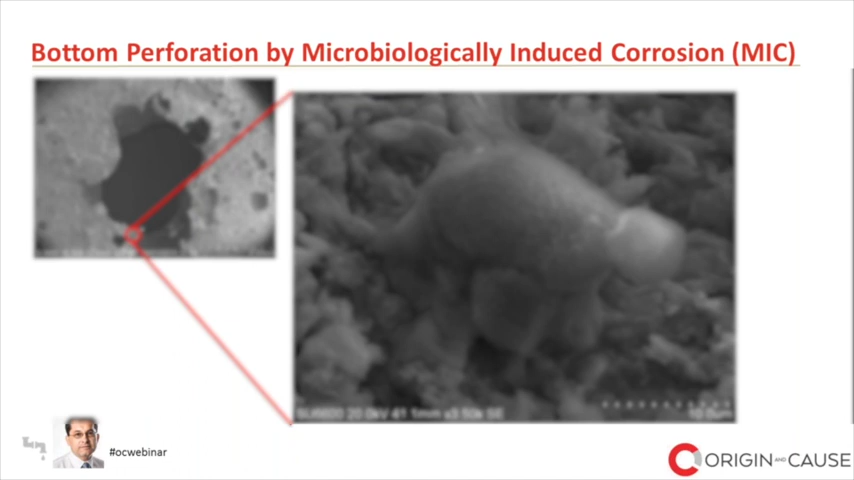 Bottom Perforation by Microbiologically Induced Corrosion (MIC)
SU6600 20.0kV 41.1mm x3.50k SE
10.0um
#ocwebinar
ORIGIN AND CAUSE